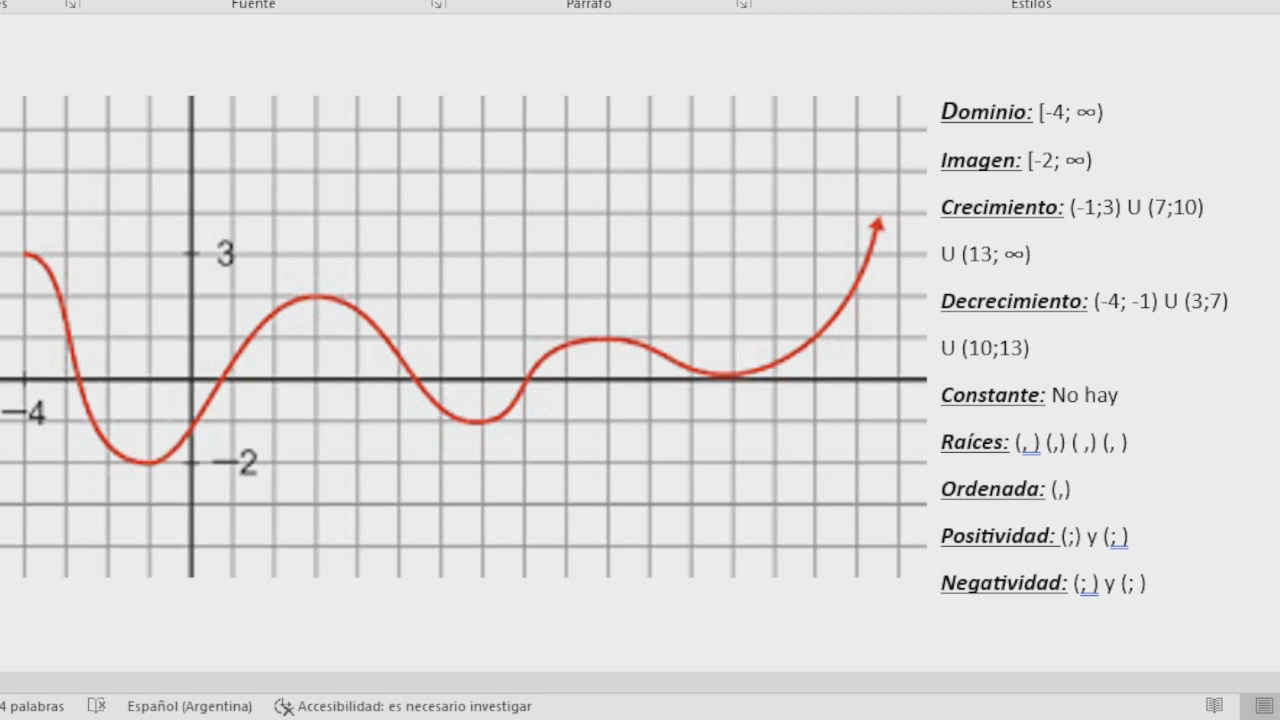 Fuente
Párrafo
Estilos
3
−4
−2
Dominio: [-4; ∞)
Imagen: [-2; ∞)
Crecimiento: (-1;3) U (7;10)
U (13; ∞)
Decrecimiento: (-4; -1) U (3;7)
U (10;13)
Constante: No hay
Raíces: (, ) (,) ( ,) (, )
Ordenada: (,)
Positividad: (;) y (; )
Negatividad: (; ) y (; )
4 palabras
Español (Argentina)
Accesibilidad: es necesario investigar